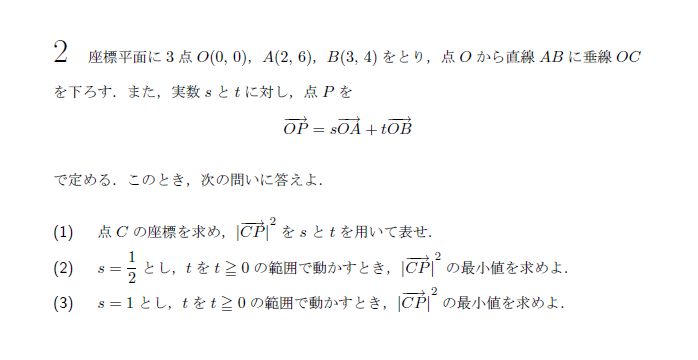 2 座標平面に 3 点 O(0, 0), A(2, 6), B(3, 4) をとり, 点 O から直線 AB に垂線 OC
を下ろす. また, 実数 s と t に対し, 点 P を
$\overrightarrow{OP} = s\overrightarrow{OA} + t\overrightarrow{OB}$
で定める. このとき, 次の問いに答えよ.
(1) 点 C の座標を求め, $|\overrightarrow{CP}|^2$ を s と t を用いて表せ.
(2) $s = \frac{1}{2}$ とし, t を t ≧ 0 の範囲で動かすとき, $|\overrightarrow{CP}|^2$ の最小値を求めよ.
(3) s = 1 とし, t を t ≧ 0 の範囲で動かすとき, $|\overrightarrow{CP}|^2$ の最小値を求めよ.